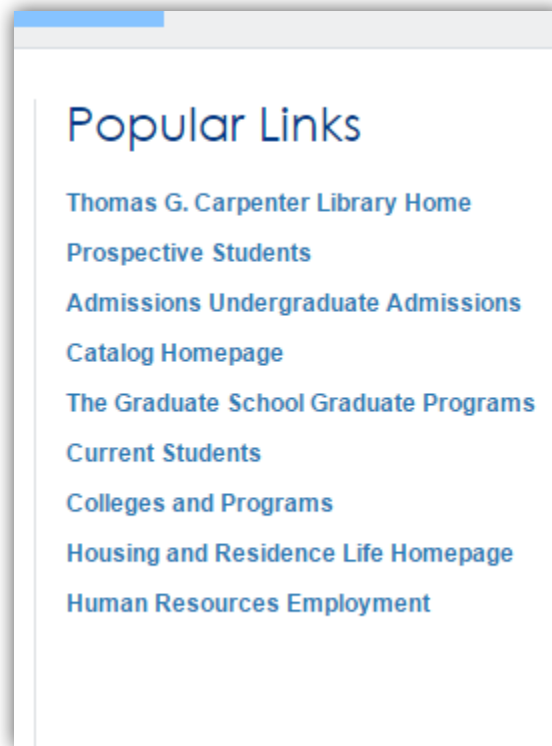 Popular Links
Thomas G. Carpenter Library Home
Prospective Students
Admissions Undergraduate Admissions
Catalog Homepage
The Graduate School Graduate Programs
Current Students
Colleges and Programs
Housing and Residence Life Homepage
Human Resources Employment